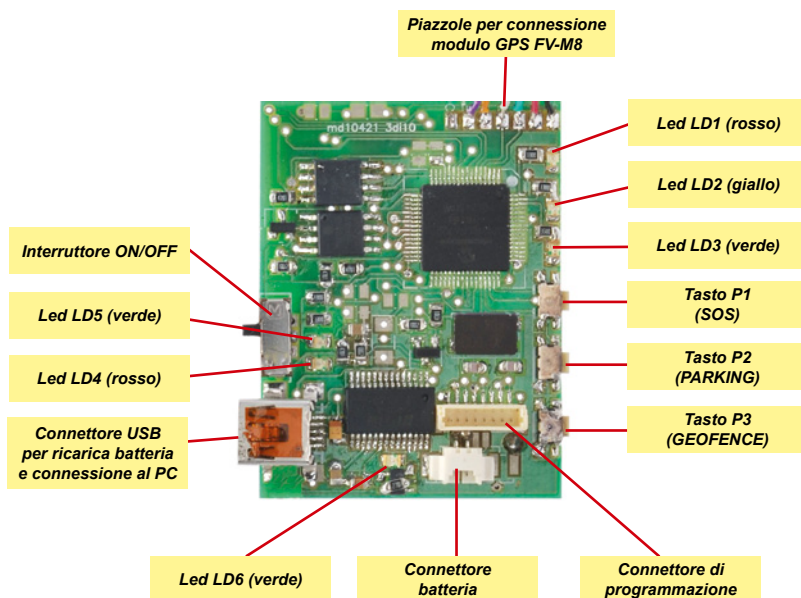 Piazzole per connessione
modulo GPS FV-M8
md10421_3dl10
Led LD1 (rosso)
Led LD2 (giallo)
Led LD3 (verde)
Tasto P1
(SOS)
Tasto P2
(PARKING)
Tasto P3
(GEOFENCE)
Interruttore ON/OFF
Led LD5 (verde)
Led LD4 (rosso)
Connettore USB
per ricarica batteria
e connessione al PC
Led LD6 (verde)
Connettore
batteria
Connettore di
programmazione